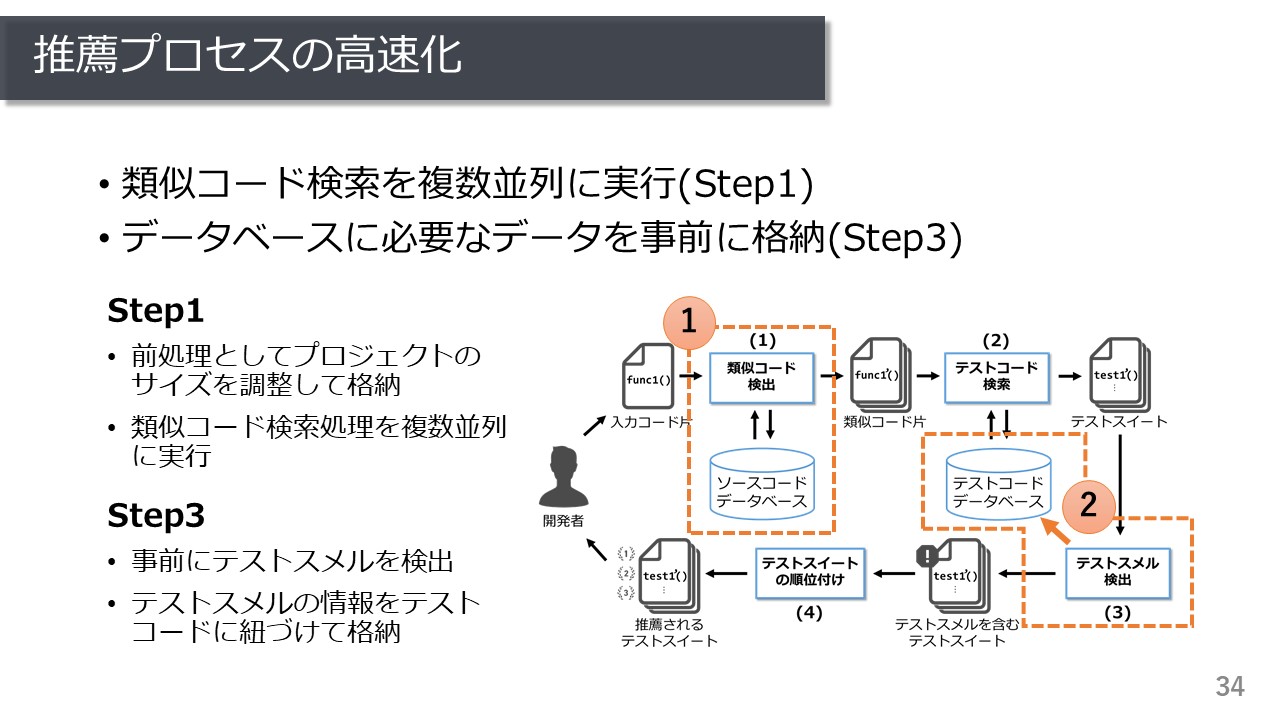 推薦プロセスの高速化
• 類似コード検索を複数並列に実行(Step1)
• データベースに必要なデータを事前に格納(Step3)
Step1
• 前処理としてプロジェクトの
サイズを調整して格納
• 類似コード検索処理を複数並列
に実行
Step3
• 事前にテストスメルを検出
• テストスメルの情報をテスト
コードに紐づけて格納
1
(1)
(2)
func1()
類似コード
検出
func1'()
テストコード
検索
test1'()
⋮
入力コード片
類似コード片
テストスイート
ソースコード
データベース
テストコード
データベース
2
開発者
1
2
3
test1'()
⋮
テストスイート
の順位付け
test1'()
⋮
テストスメル
検出
(4)
(3)
推薦される
テストスイート
テストスメルを含む
テストスイート
34